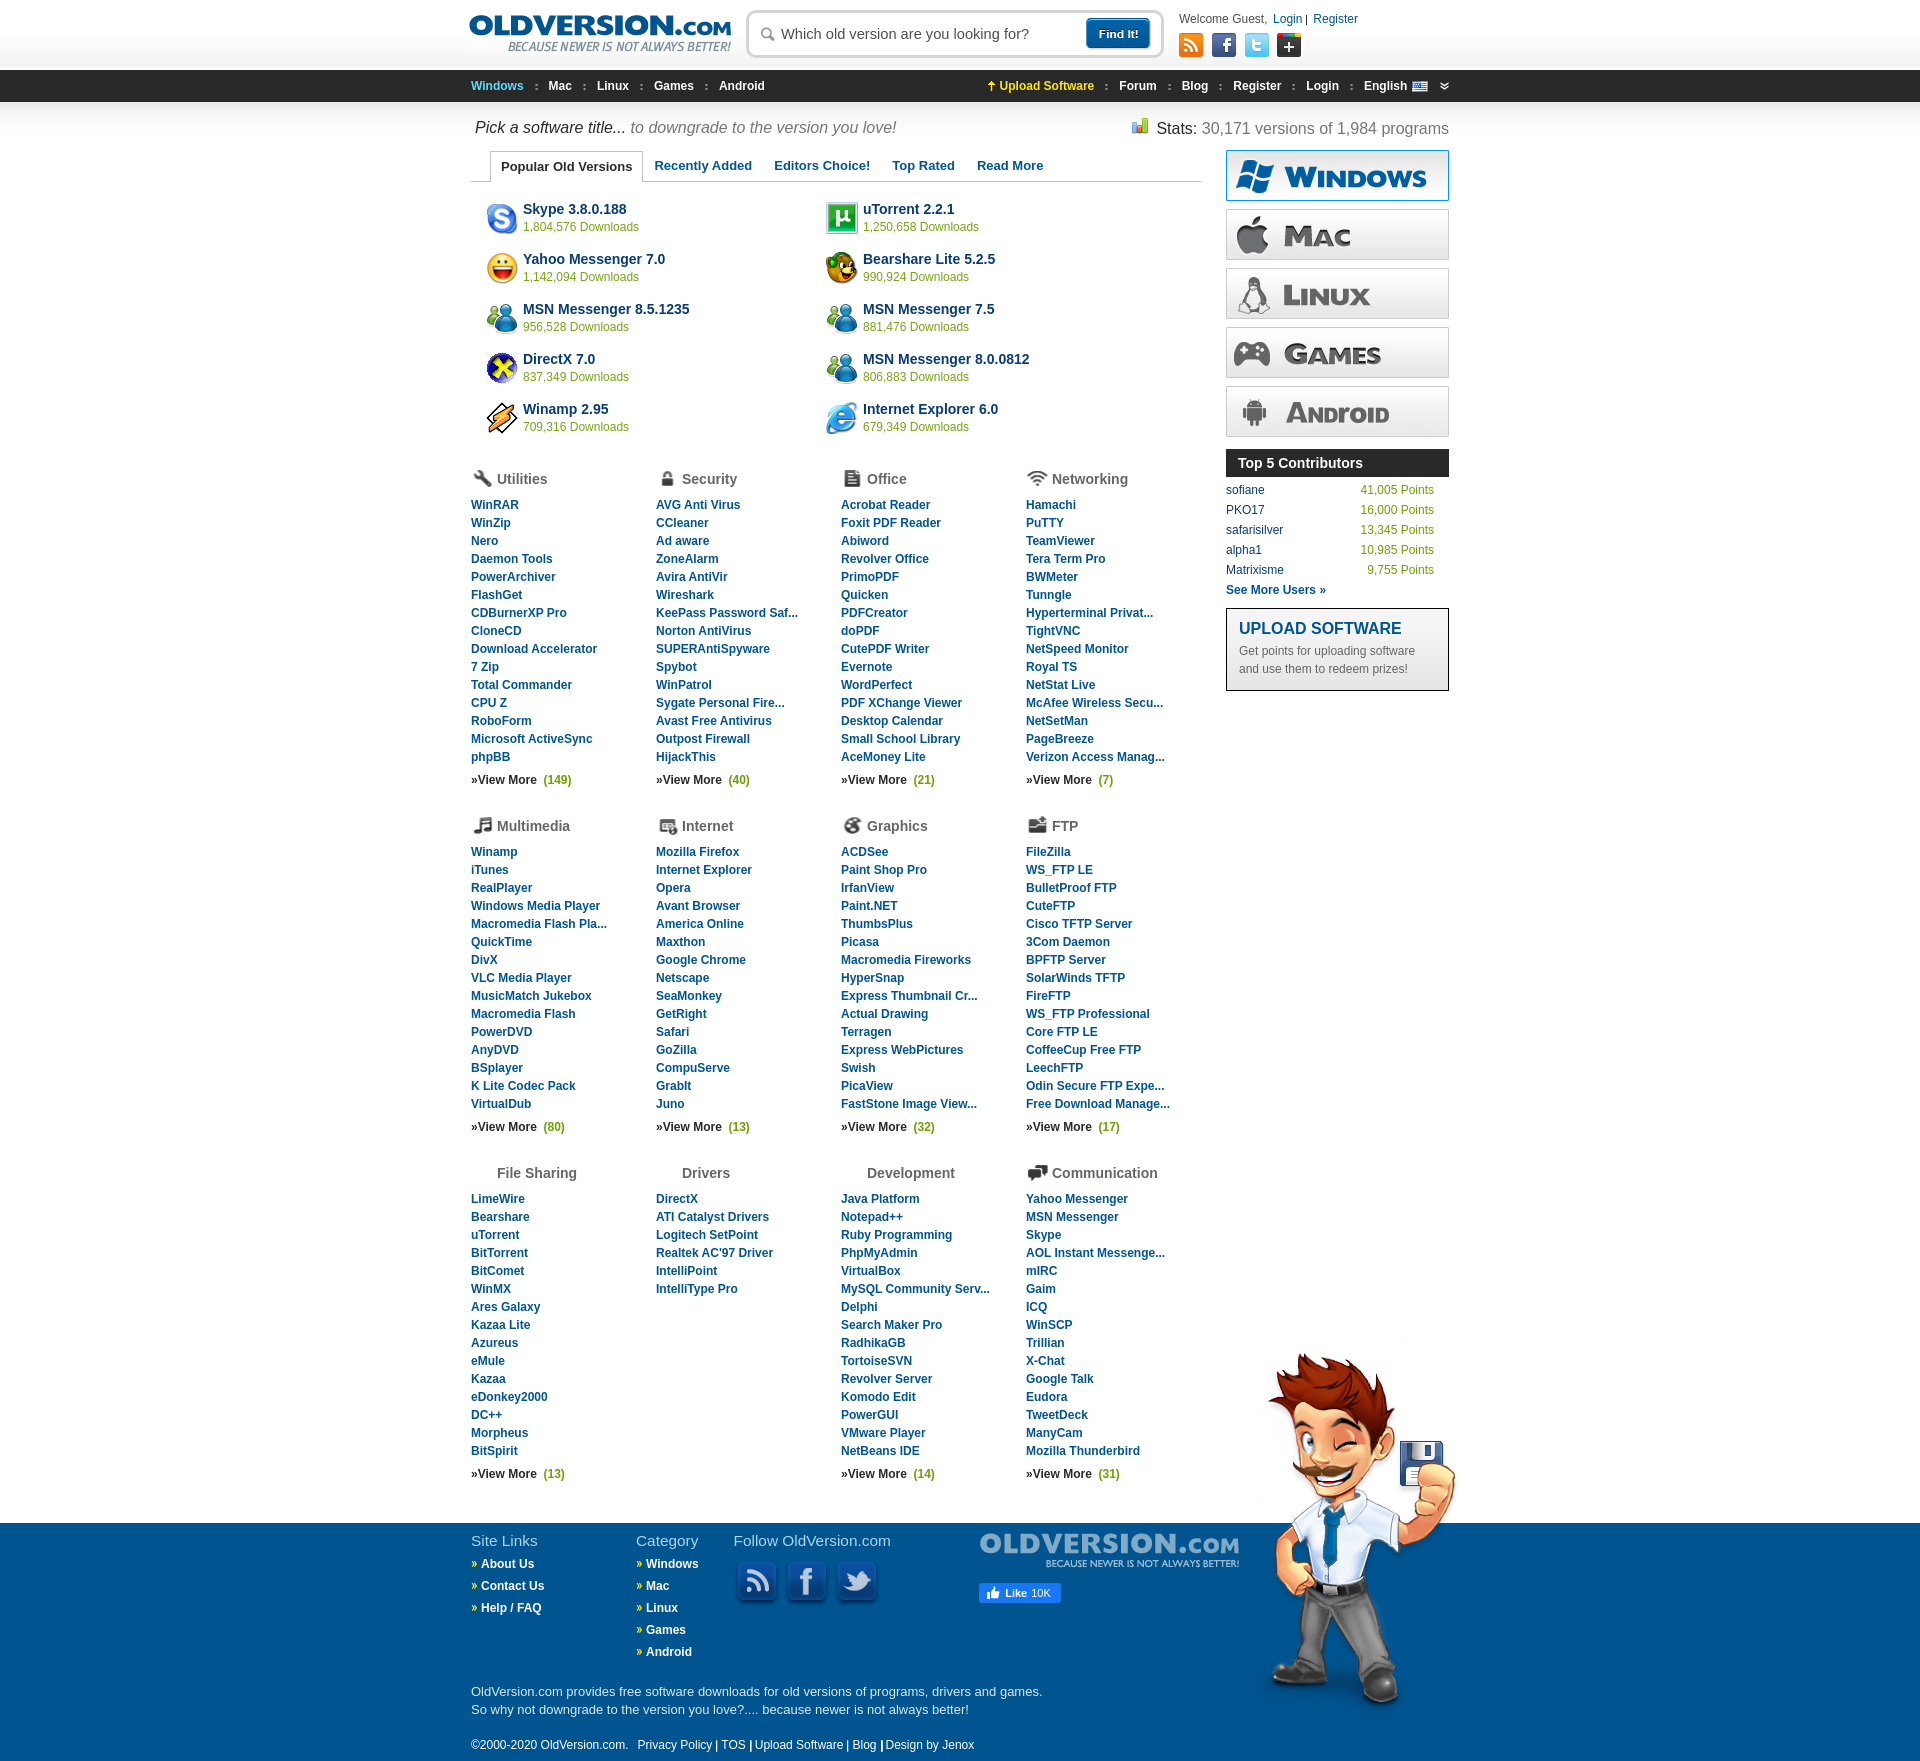 OLDVERSION.COM
BECAUSE NEWER IS NOT ALWAYS BETTER!
Which old version are you looking for?
Find It!
Welcome Guest, Login | Register
Windows : Mac : Linux : Games : Android
Upload Software : Forum : Blog : Register : Login : English
Pick a software title... to downgrade to the version you love!
Stats: 30,171 versions of 1,984 programs
Popular Old Versions
Recently Added
Editors Choice!
Top Rated
Read More
Skype 3.8.0.188
1,804,576 Downloads
uTorrent 2.2.1
1,250,658 Downloads
Yahoo Messenger 7.0
1,142,094 Downloads
Bearshare Lite 5.2.5
990,924 Downloads
MSN Messenger 8.5.1235
956,528 Downloads
MSN Messenger 7.5
881,476 Downloads
DirectX 7.0
837,349 Downloads
MSN Messenger 8.0.0812
806,883 Downloads
Winamp 2.95
709,316 Downloads
Internet Explorer 6.0
679,349 Downloads
Windows
Mac
Linux
Games
Android
Top 5 Contributors
sofiane 41,005 Points
PKO17 16,000 Points
safarisilver 13,345 Points
alpha1 10,985 Points
Matrixisme 9,755 Points
See More Users »
UPLOAD SOFTWARE
Get points for uploading software
and use them to redeem prizes!
Utilities
WinRAR
WinZip
Nero
Daemon Tools
PowerArchiver
FlashGet
CDBurnerXP Pro
CloneCD
Download Accelerator
7 Zip
Total Commander
CPU Z
RoboForm
Microsoft ActiveSync
phpBB
»View More (149)
Security
AVG Anti Virus
CCleaner
Ad aware
ZoneAlarm
Avira AntiVir
Wireshark
KeePass Password Saf...
Norton AntiVirus
SUPERAntiSpyware
Spybot
WinPatrol
Sygate Personal Fire...
Avast Free Antivirus
Outpost Firewall
HijackThis
»View More (40)
Office
Acrobat Reader
Foxit PDF Reader
Abiword
Revolver Office
PrimoPDF
Quicken
PDFCreator
doPDF
CutePDF Writer
Evernote
WordPerfect
PDF XChange Viewer
Desktop Calendar
Small School Library
AceMoney Lite
»View More (21)
Networking
Hamachi
PuTTY
TeamViewer
Tera Term Pro
BWMeter
Tunngle
Hyperterminal Privat...
TightVNC
NetSpeed Monitor
Royal TS
NetStat Live
McAfee Wireless Secu...
NetSetMan
PageBreeze
Verizon Access Manag...
»View More (7)
Multimedia
Winamp
iTunes
RealPlayer
Windows Media Player
Macromedia Flash Pla...
QuickTime
DivX
VLC Media Player
MusicMatch Jukebox
Macromedia Flash
PowerDVD
AnyDVD
BSplayer
K Lite Codec Pack
VirtualDub
»View More (80)
Internet
Mozilla Firefox
Internet Explorer
Opera
Avant Browser
America Online
Maxthon
Google Chrome
Netscape
SeaMonkey
GetRight
Safari
GoZilla
CompuServe
GrabIt
Juno
»View More (13)
Graphics
ACDSee
Paint Shop Pro
IrfanView
Paint.NET
ThumbsPlus
Picasa
Macromedia Fireworks
HyperSnap
Express Thumbnail Cr...
Actual Drawing
Terragen
Express WebPictures
Swish
PicaView
FastStone Image View...
»View More (32)
FTP
FileZilla
WS_FTP LE
BulletProof FTP
CuteFTP
Cisco TFTP Server
3Com Daemon
BPFTP Server
SolarWinds TFTP
FireFTP
WS_FTP Professional
Core FTP LE
CoffeeCup Free FTP
LeechFTP
Odin Secure FTP Expe...
Free Download Manage...
»View More (17)
File Sharing
LimeWire
Bearshare
uTorrent
BitTorrent
BitComet
WinMX
Ares Galaxy
Kazaa Lite
Azureus
eMule
Kazaa
eDonkey2000
DC++
Morpheus
BitSpirit
»View More (13)
Drivers
DirectX
ATI Catalyst Drivers
Logitech SetPoint
Realtek AC'97 Driver
IntelliPoint
IntelliType Pro
Development
Java Platform
Notepad++
Ruby Programming
PhpMyAdmin
VirtualBox
MySQL Community Serv...
Delphi
Search Maker Pro
RadhikaGB
TortoiseSVN
Revolver Server
Komodo Edit
PowerGUI
VMware Player
NetBeans IDE
»View More (14)
Communication
Yahoo Messenger
MSN Messenger
Skype
AOL Instant Messenge...
mIRC
Gaim
ICQ
WinSCP
Trillian
X-Chat
Google Talk
Eudora
TweetDeck
ManyCam
Mozilla Thunderbird
»View More (31)
Site Links
» About Us
» Contact Us
» Help / FAQ
Category
» Windows
» Mac
» Linux
» Games
» Android
Follow OldVersion.com
OLDVERSION.COM
BECAUSE NEWER IS NOT ALWAYS BETTER!
Like 10K
OldVersion.com provides free software downloads for old versions of programs, drivers and games.
So why not downgrade to the version you love?.... because newer is not always better!
©2000-2020 OldVersion.com. Privacy Policy | TOS | Upload Software | Blog | Design by Jenox